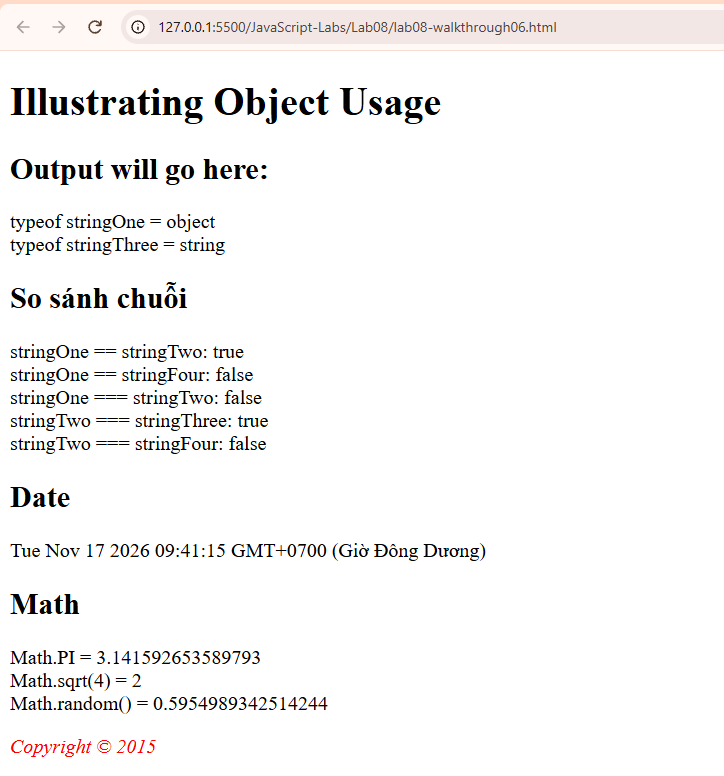 127.0.0.1:5500/JavaScript-Labs/Lab08/lab08-walkthrough06.html
Illustrating Object Usage
Output will go here:
typeof stringOne = object
typeof stringThree = string
So sánh chuỗi
stringOne == stringTwo: true
stringOne == stringFour: false
stringOne === stringTwo: false
stringTwo === stringThree: true
stringTwo === stringFour: false
Date
Tue Nov 17 2026 09:41:15 GMT+0700 (Giờ Đông Dương)
Math
Math.PI = 3.141592653589793
Math.sqrt(4) = 2
Math.random() = 0.5954989342514244
Copyright © 2015